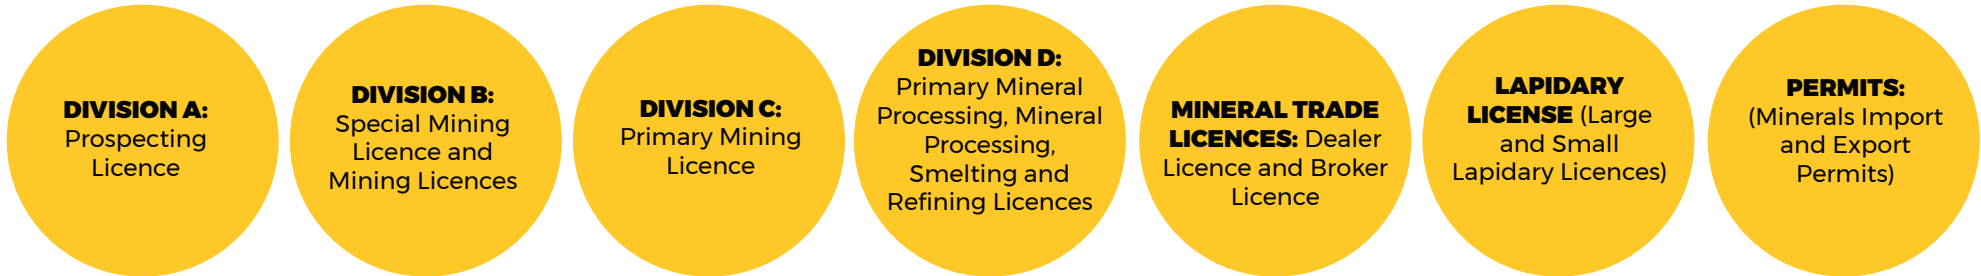 DIVISION A:
Prospecting
Licence
DIVISION B:
Special Mining
Licence and
Mining Licences
DIVISION C:
Primary Mining
Licence
DIVISION D:
Primary Mineral
Processing, Mineral
Processing,
Smelting and
Refining Licences
MINERAL TRADE
LICENCES: Dealer
Licence and Broker
Licence
LAPIDARY
LICENSE (Large
and Small
Lapidary Licences)
PERMITS:
(Minerals Import
and Export
Permits)